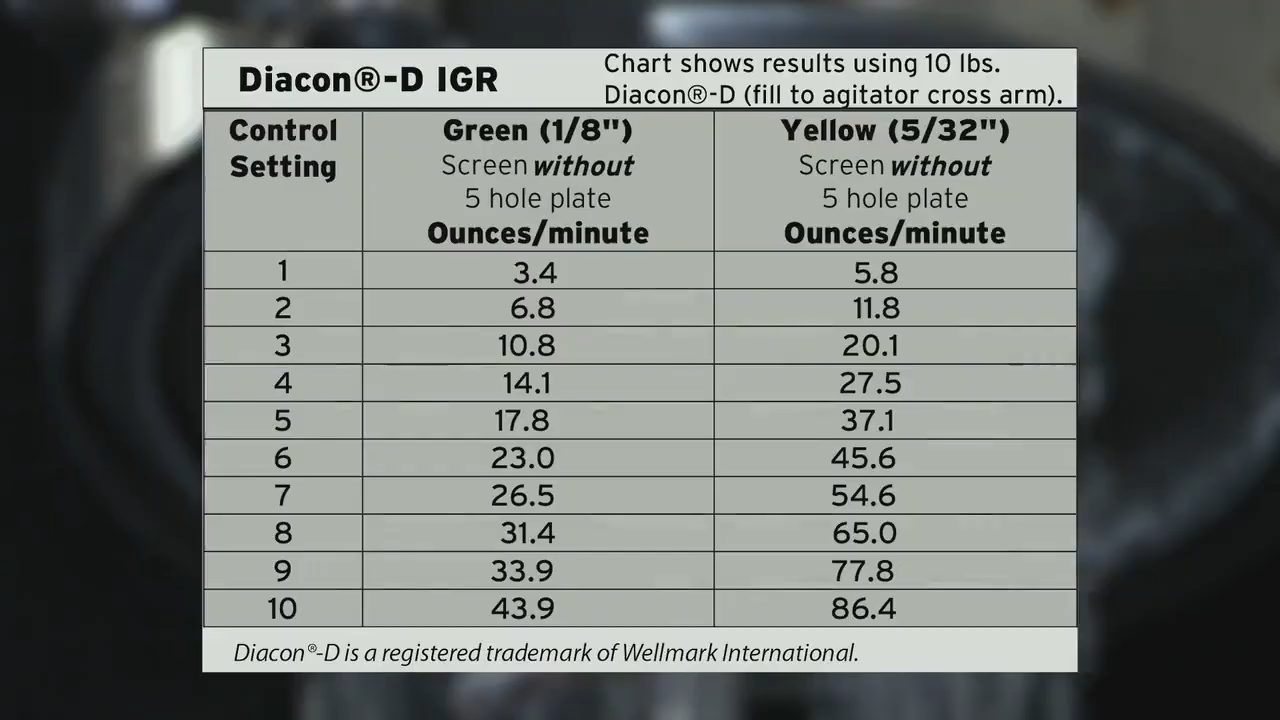 Diacon®-D IGR
Chart shows results using 10 lbs.
Diacon®-D (fill to agitator cross arm).
Control Setting
Green (1/8")
Screen without
5 hole plate
Ounces/minute
Yellow (5/32")
Screen without
5 hole plate
Ounces/minute
1 3.4 5.8
2 6.8 11.8
3 10.8 20.1
4 14.1 27.5
5 17.8 37.1
6 23.0 45.6
7 26.5 54.6
8 31.4 65.0
9 33.9 77.8
10 43.9 86.4
Diacon®-D is a registered trademark of Wellmark International.